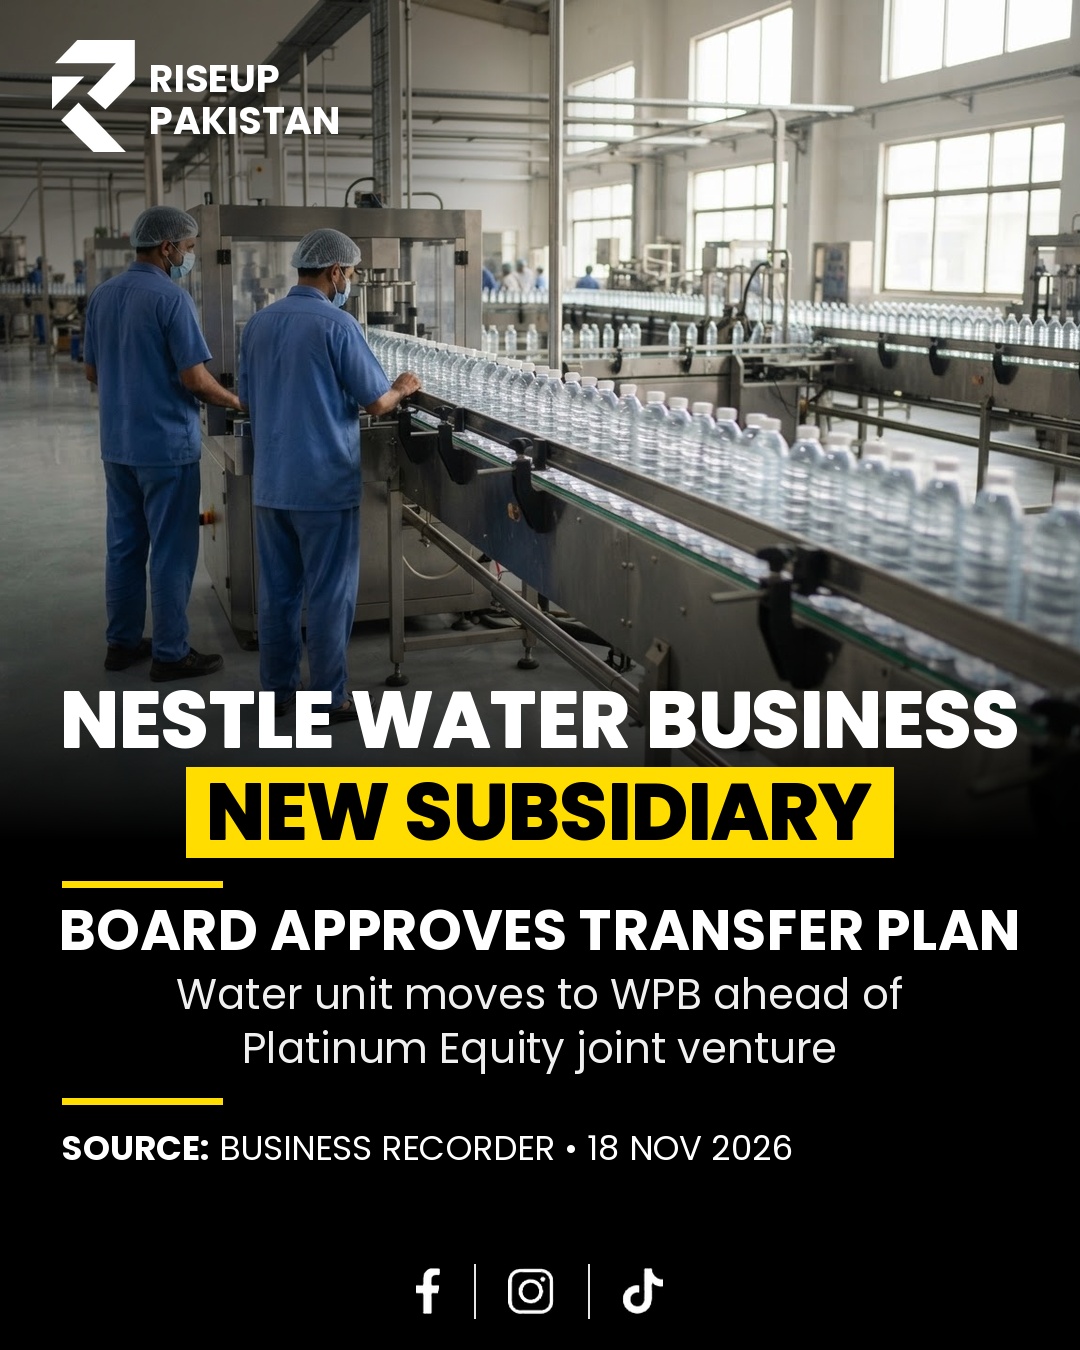 RISEUP
PAKISTAN
NESTLE WATER BUSINESS
NEW SUBSIDIARY
BOARD APPROVES TRANSFER PLAN
Water unit moves to WPB ahead of
Platinum Equity joint venture
SOURCE: BUSINESS RECORDER • 18 NOV 2026